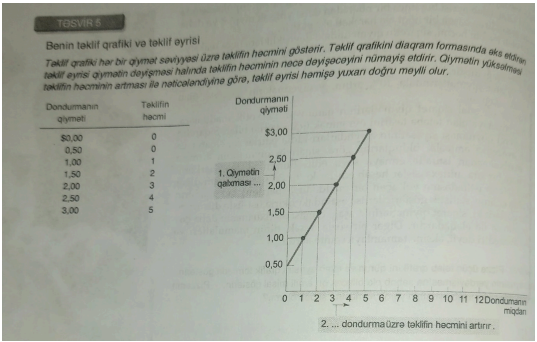 TƏSVİR 5
Benin təklif qrafiki və təklif əyrisi
Təklif qrafiki hər bir qiymət səviyyəsi üzrə təklifin həcmini göstərir. Təklif qrafikini diaqram formasında əks etdirən
təklif əyrisi qiymətin dəyişməsi halında təklifin həcminin necə dəyişəcəyini nümayiş etdirir. Qiymətin yüksəlməsi
təklifin həcminin artması ilə nəticələndiyinə görə, təklif əyrisi həmişə yuxarı doğru meylli olur.
Dondurmanın qiyməti
Təklifin həcmi
$0,00 0
0,50 0
1,00 1
1,50 2
2,00 3
2,50 4
3,00 5
Dondurmanın
qiyməti
$3,00
2,50
1. Qiymətin
qalxması ...
2,00
1,50
1,00
0,50
0 1 2 3 4 5 6 7 8 9 10 11 12 Dondurmanın
miqdarı
2. ... dondurma üzrə təklifin həcmini artırır.